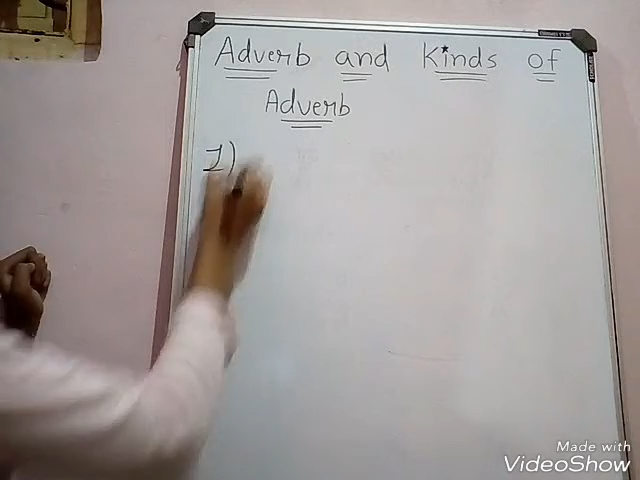 Adverb and Kinds of
Adverb
1)
Made with
VideoShow